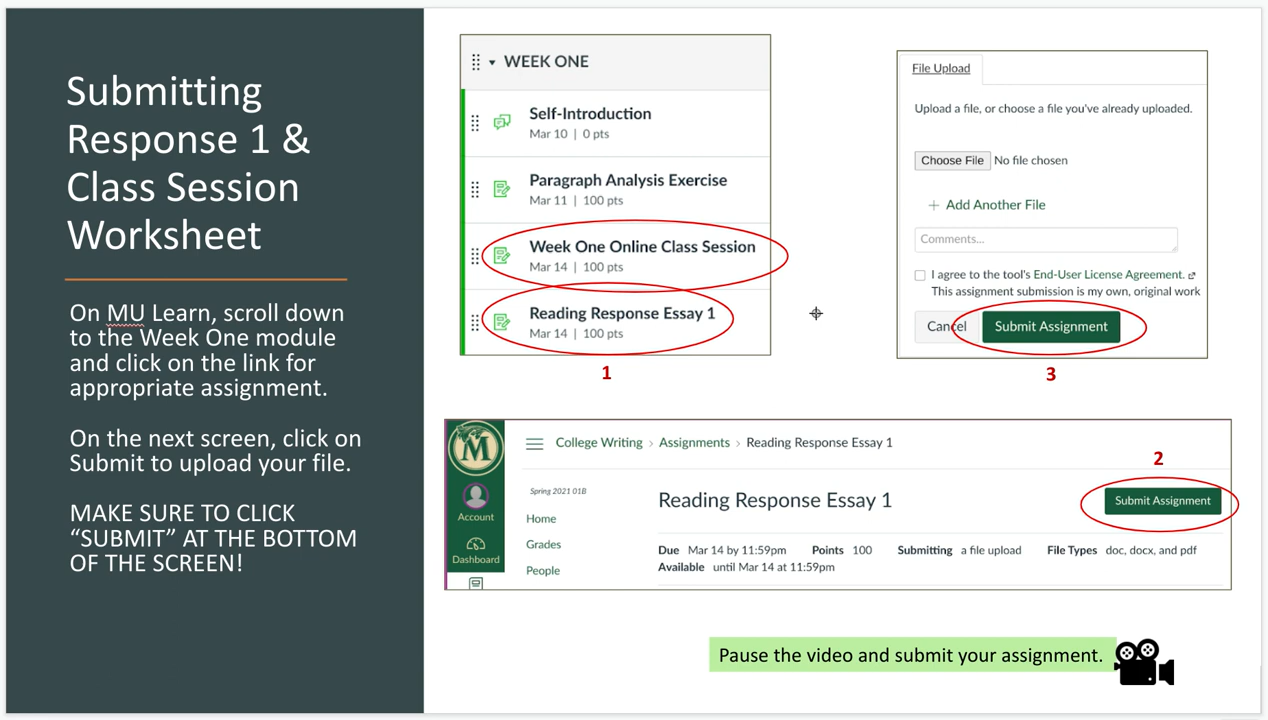 Submitting
Response 1 &
Class Session
Worksheet
On MU Learn, scroll down
to the Week One module
and click on the link for
appropriate assignment.
On the next screen, click on
Submit to upload your file.
MAKE SURE TO CLICK
“SUBMIT” AT THE BOTTOM
OF THE SCREEN!
WEEK ONE
Self-Introduction
Mar 10 | 0 pts
Paragraph Analysis Exercise
Mar 11 | 100 pts
Week One Online Class Session
Mar 14 | 100 pts
Reading Response Essay 1
Mar 14 | 100 pts
1
File Upload
Upload a file, or choose a file you've already uploaded.
Choose File No file chosen
+ Add Another File
Comments...
I agree to the tool's End-User License Agreement.
This assignment submission is my own, original work
Cancel Submit Assignment
3
M
Account
Dashboard
College Writing › Assignments › Reading Response Essay 1
2
Spring 2021 01B
Home
Grades
People
Reading Response Essay 1
Submit Assignment
Due Mar 14 by 11:59pm Points 100 Submitting a file upload File Types doc, docx, and pdf
Available until Mar 14 at 11:59pm
Pause the video and submit your assignment.